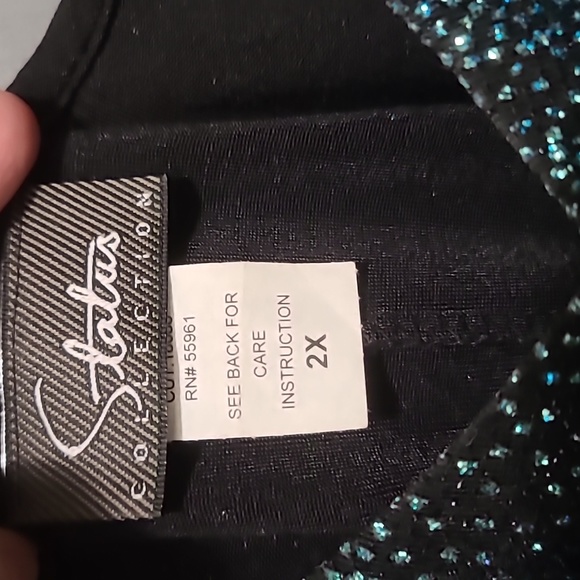 Status
COLLECTION
RN# 55961
SEE BACK FOR
CARE
INSTRUCTION
2X